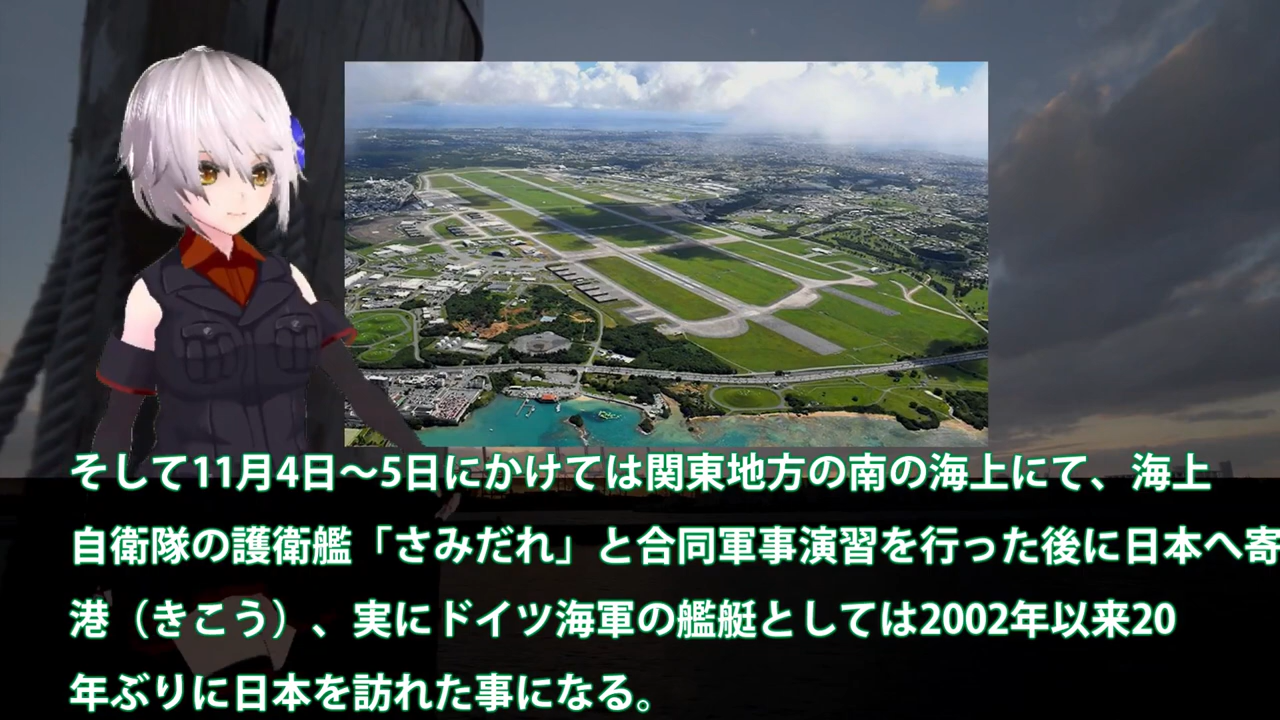 そして11月4日～5日にかけては関東地方の南の海上にて、海上
自衛隊の護衛艦「さみだれ」と合同軍事演習を行った後に日本へ寄
港（きこう）、実にドイツ海軍の艦艇としては2002年以来20
年ぶりに日本を訪れた事になる。